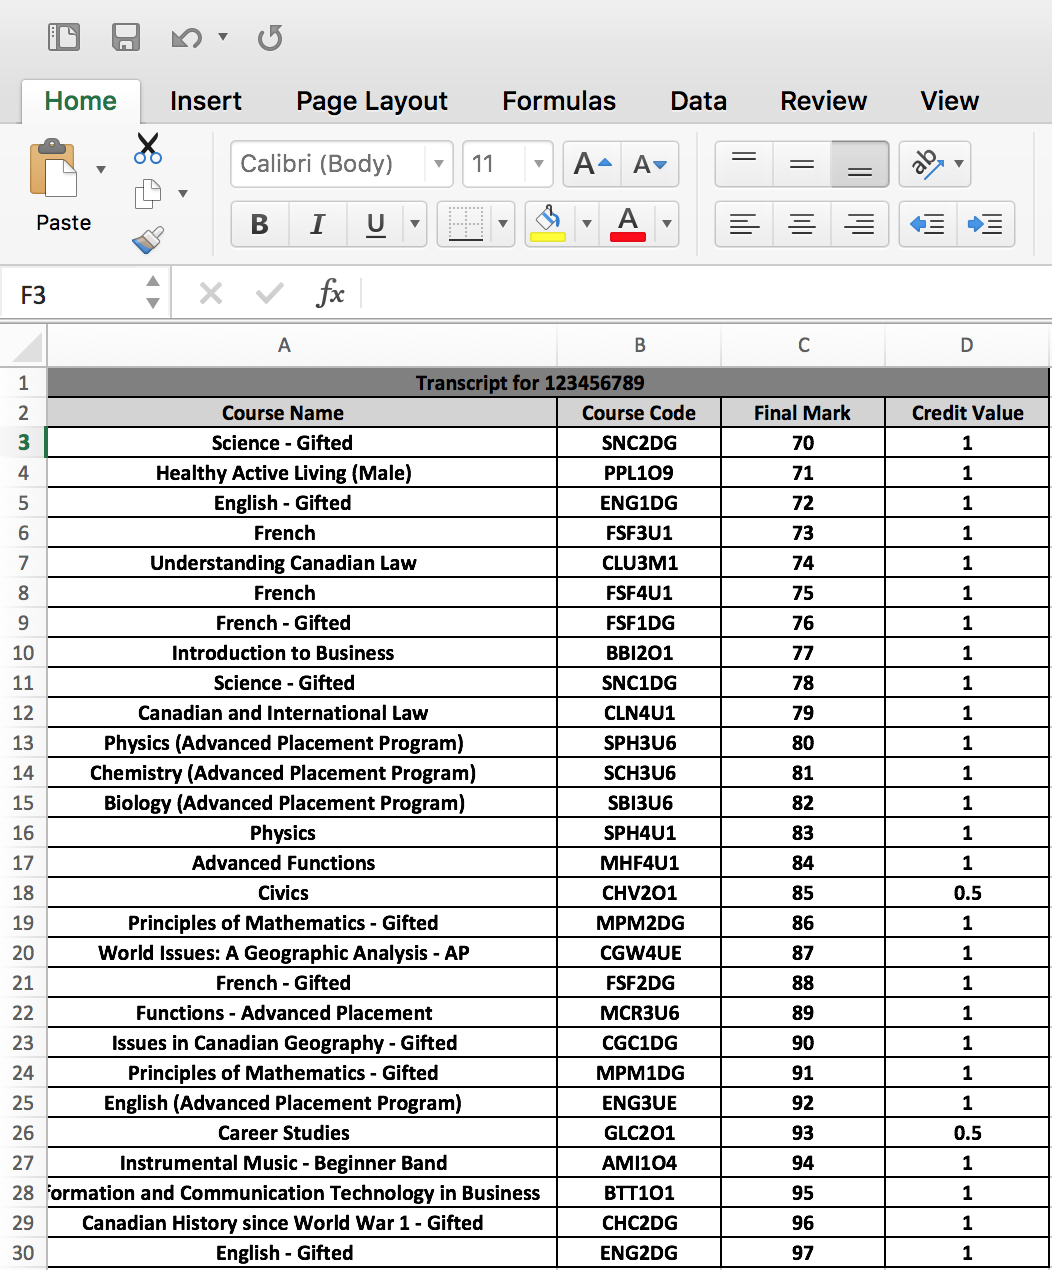 Home Insert Page Layout Formulas Data Review View
Calibri (Body) 11 A A
Paste
B I U A
F3 fx
A B C D
1 Transcript for 123456789
2 Course Name Course Code Final Mark Credit Value
3 Science - Gifted SNC2DG 70 1
4 Healthy Active Living (Male) PPL1O9 71 1
5 English - Gifted ENG1DG 72 1
6 French FSF3U1 73 1
7 Understanding Canadian Law CLU3M1 74 1
8 French FSF4U1 75 1
9 French - Gifted FSF1DG 76 1
10 Introduction to Business BBI2O1 77 1
11 Science - Gifted SNC1DG 78 1
12 Canadian and International Law CLN4U1 79 1
13 Physics (Advanced Placement Program) SPH3U6 80 1
14 Chemistry (Advanced Placement Program) SCH3U6 81 1
15 Biology (Advanced Placement Program) SBI3U6 82 1
16 Physics SPH4U1 83 1
17 Advanced Functions MHF4U1 84 1
18 Civics CHV2O1 85 0.5
19 Principles of Mathematics - Gifted MPM2DG 86 1
20 World Issues: A Geographic Analysis - AP CGW4UE 87 1
21 French - Gifted FSF2DG 88 1
22 Functions - Advanced Placement MCR3U6 89 1
23 Issues in Canadian Geography - Gifted CGC1DG 90 1
24 Principles of Mathematics - Gifted MPM1DG 91 1
25 English (Advanced Placement Program) ENG3UE 92 1
26 Career Studies GLC2O1 93 0.5
27 Instrumental Music - Beginner Band AMI1O4 94 1
28 formation and Communication Technology in Business BTT1O1 95 1
29 Canadian History since World War 1 - Gifted CHC2DG 96 1
30 English - Gifted ENG2DG 97 1